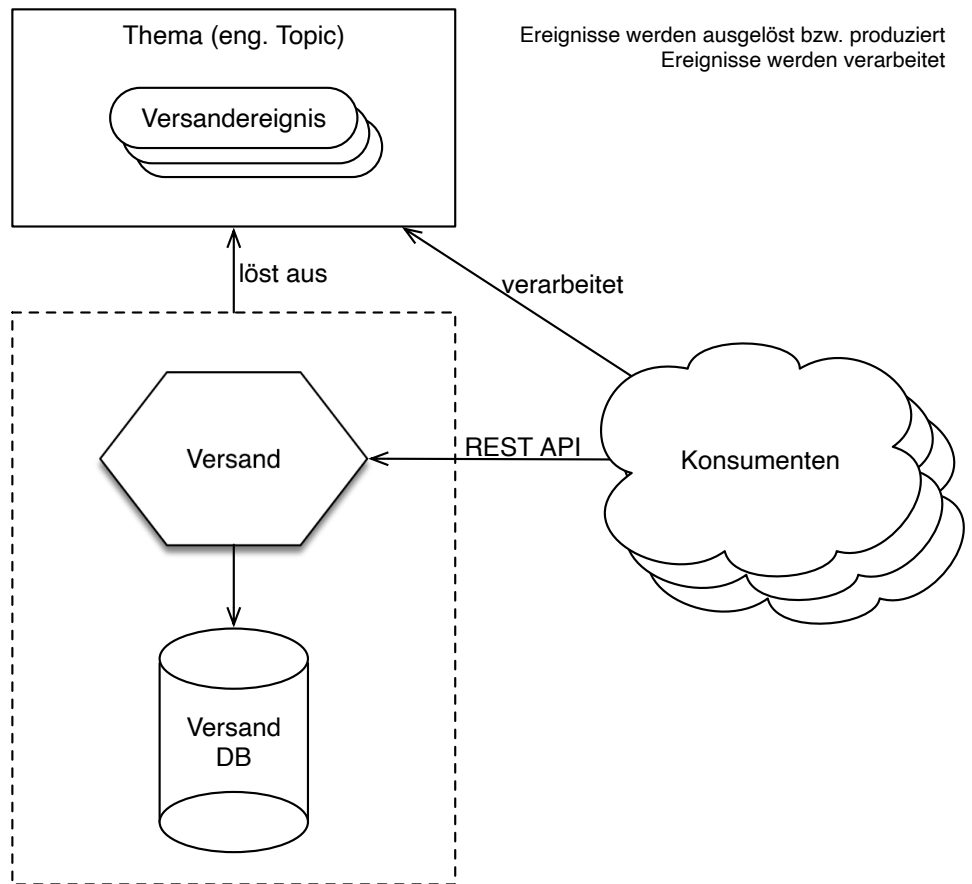 Thema (eng. Topic)
Ereignisse werden ausgelöst bzw. produziert
Ereignisse werden verarbeitet
Versandereignis
löst aus
verarbeitet
Versand
REST API
Konsumenten
Versand
DB